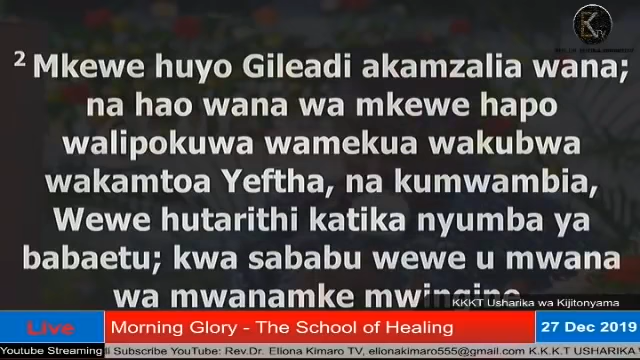 2 Mkewe huyo Gileadi akamzalia wana;
na hao wana wa mkewe hapo
walipokuwa wamekua wakubwa
wakamtoa Yeftha, na kumwambia,
Wewe hutarithi katika nyumba ya
babaetu; kwa sababu wewe u mwana
wa mwanamke mwingine
KKKT Usharika wa Kijitonyama
Live Morning Glory - The School of Healing 27 Dec 2019
Youtube Streaming li Subscribe YouTube: Rev.Dr. Eliona Kimaro TV, elionakimaro555@gmail.com K.K.K.T USHARIKA